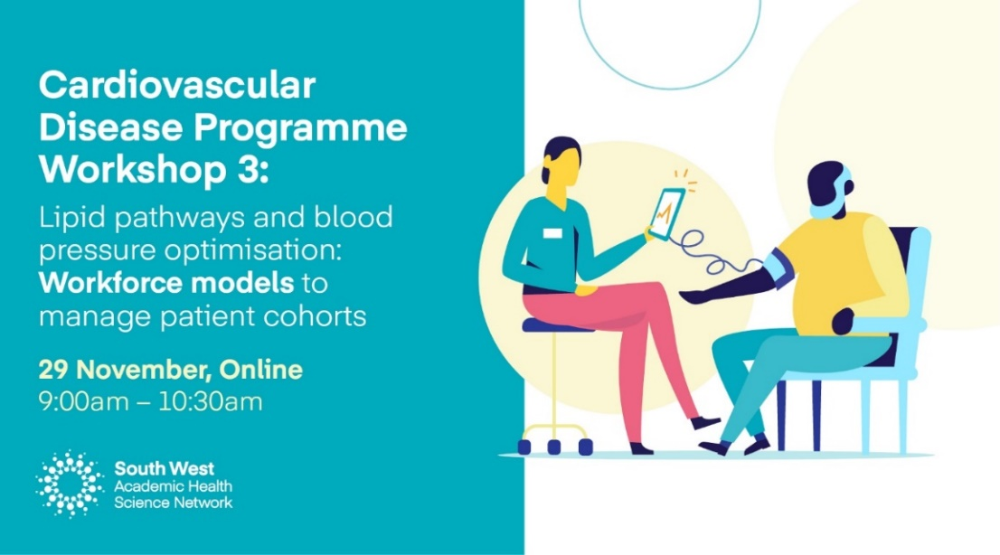 Cardiovascular
Disease Programme
Workshop 3:
Lipid pathways and blood
pressure optimisation:
Workforce models to
manage patient cohorts
29 November, Online
9:00am – 10:30am
South West
Academic Health
Science Network